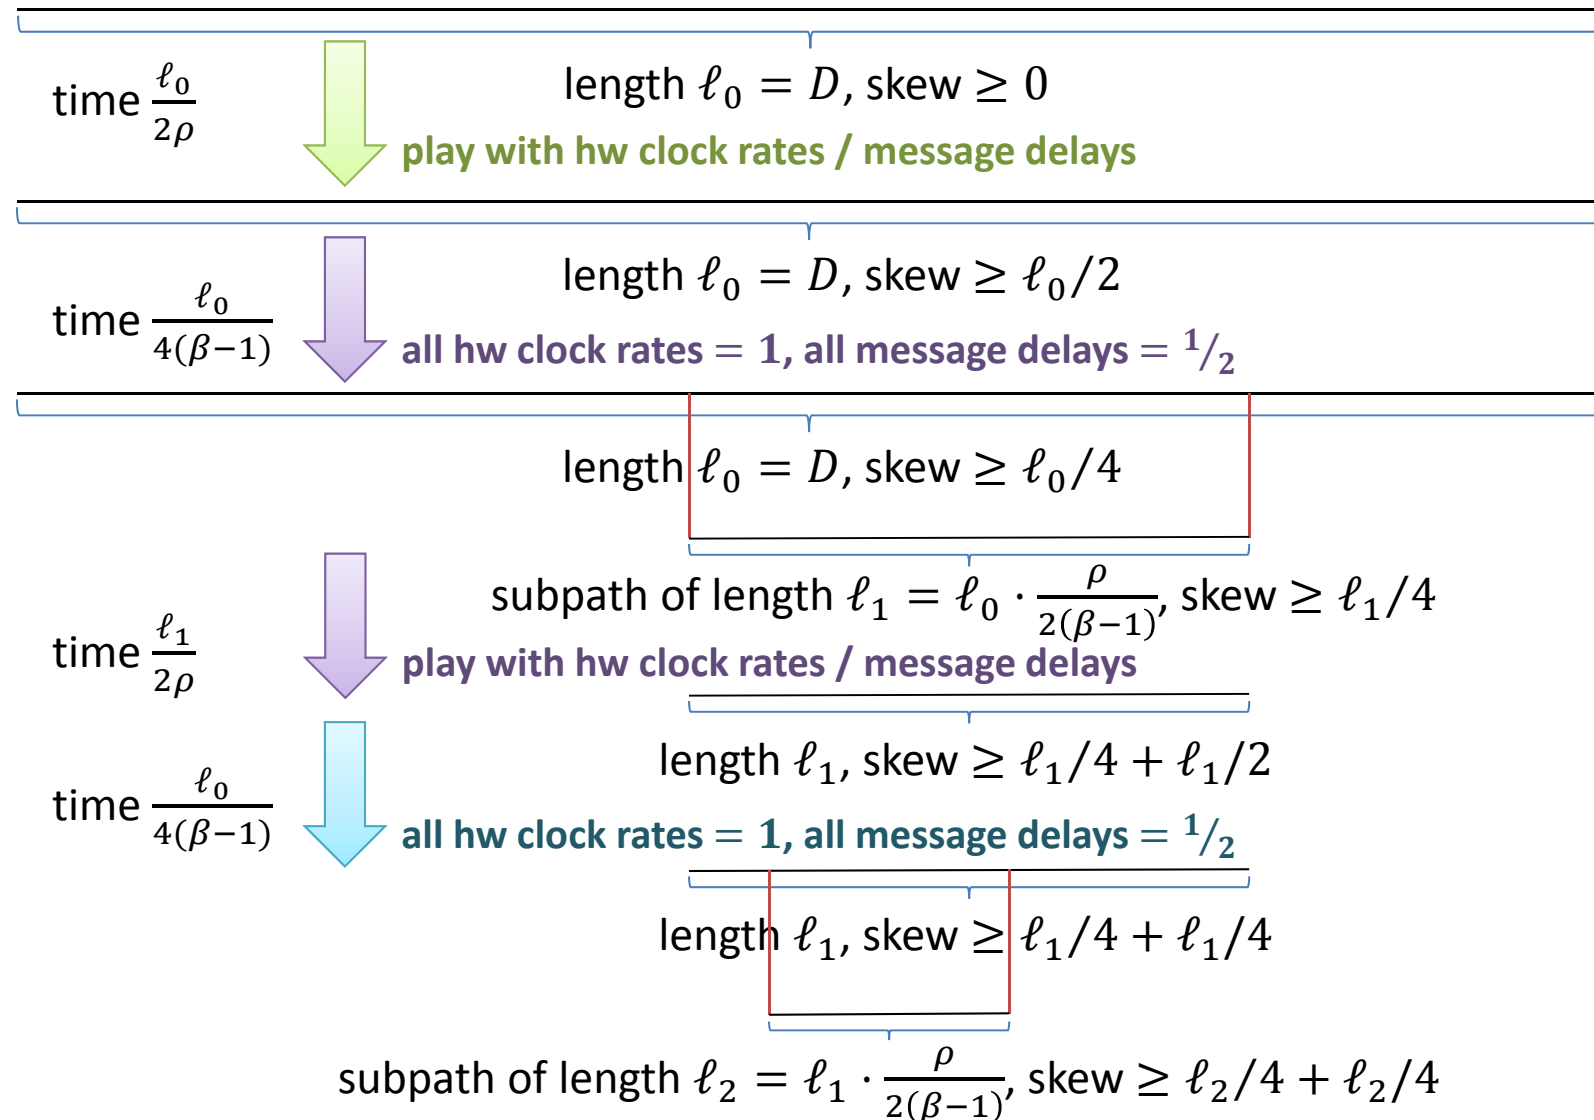 length ℓ₀ = D, skew ≥ 0
time ℓ₀/2ρ
play with hw clock rates / message delays
length ℓ₀ = D, skew ≥ ℓ₀/2
time ℓ₀/4(β−1)
all hw clock rates = 1, all message delays = 1/2
length ℓ₀ = D, skew ≥ ℓ₀/4
subpath of length ℓ₁ = ℓ₀ · ρ/2(β−1), skew ≥ ℓ₁/4
time ℓ₁/2ρ
play with hw clock rates / message delays
length ℓ₁, skew ≥ ℓ₁/4 + ℓ₁/2
time ℓ₀/4(β−1)
all hw clock rates = 1, all message delays = 1/2
length ℓ₁, skew ≥ ℓ₁/4 + ℓ₁/4
subpath of length ℓ₂ = ℓ₁ · ρ/2(β−1), skew ≥ ℓ₂/4 + ℓ₂/4